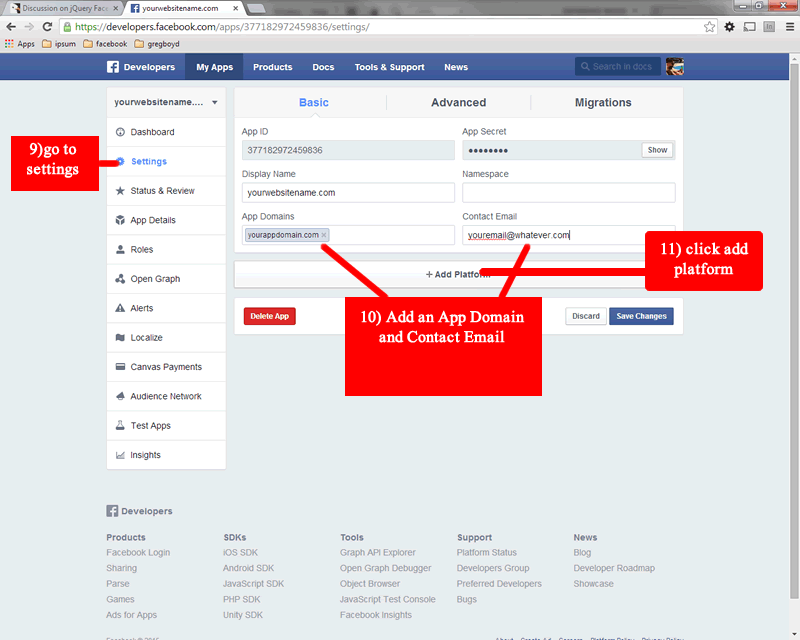 Discussion on jQuery Face
yourwebsitename.com
https://developers.facebook.com/apps/377182972459836/settings/
Apps ipsum facebook gregboyd
Developers My Apps Products Docs Tools & Support News Search in docs
yourwebsitename....
Dashboard
Settings
Status & Review
App Details
Roles
Open Graph
Alerts
Localize
Canvas Payments
Audience Network
Test Apps
Insights
9)go to
settings
Basic Advanced Migrations
App ID App Secret
377182972459836 ●●●●●●●● Show
Display Name Namespace
yourwebsitename.com
App Domains Contact Email
yourappdomain.com × youremail@whatever.com
+ Add Platform
11) click add
platform
10) Add an App Domain
and Contact Email
Delete App Discard Save Changes
Developers
Products SDKs Tools Support News
Facebook Login iOS SDK Graph API Explorer Platform Status Blog
Sharing Android SDK Open Graph Debugger Developers Group Developer Roadmap
Parse JavaScript SDK Object Browser Preferred Developers Showcase
Games PHP SDK JavaScript Test Console Bugs
Ads for Apps Unity SDK Facebook Insights